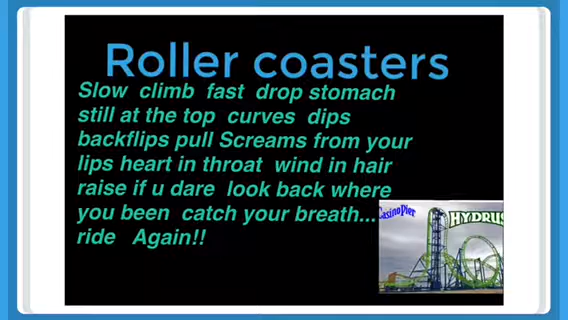 Roller coasters
Slow climb fast drop stomach
still at the top curves dips
backflips pull Screams from your
lips heart in throat wind in hair
raise if u dare look back where
you been catch your breath...
ride Again!!
CasinoPier
HYDRUS